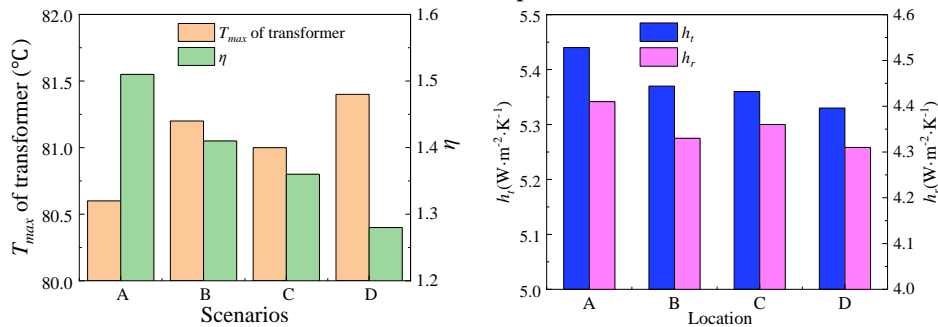 82.0
81.5
81.0
80.5
80.0
T_max of transformer (℃)
T_max of transformer
η
1.6
1.5
1.4
1.3
1.2
η
A B C D
Scenarios
5.5
5.4
5.3
5.2
5.1
5.0
h_t(W·m⁻²·K⁻¹)
h_t
h_r
4.6
4.5
4.4
4.3
4.2
4.1
4.0
h_r(W·m⁻²·K⁻¹)
A B C D
Location